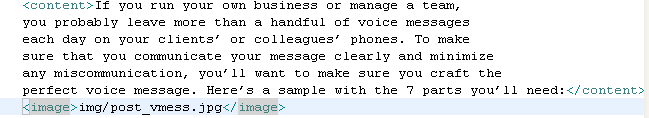 <content>If you run your own business or manage a team,
you probably leave more than a handful of voice messages
each day on your clients’ or colleagues’ phones. To make
sure that you communicate your message clearly and minimize
any miscommunication, you’ll want to make sure you craft the
perfect voice message. Here’s a sample with the 7 parts you’ll need:</content>
<image>img/post_vmess.jpg</image>